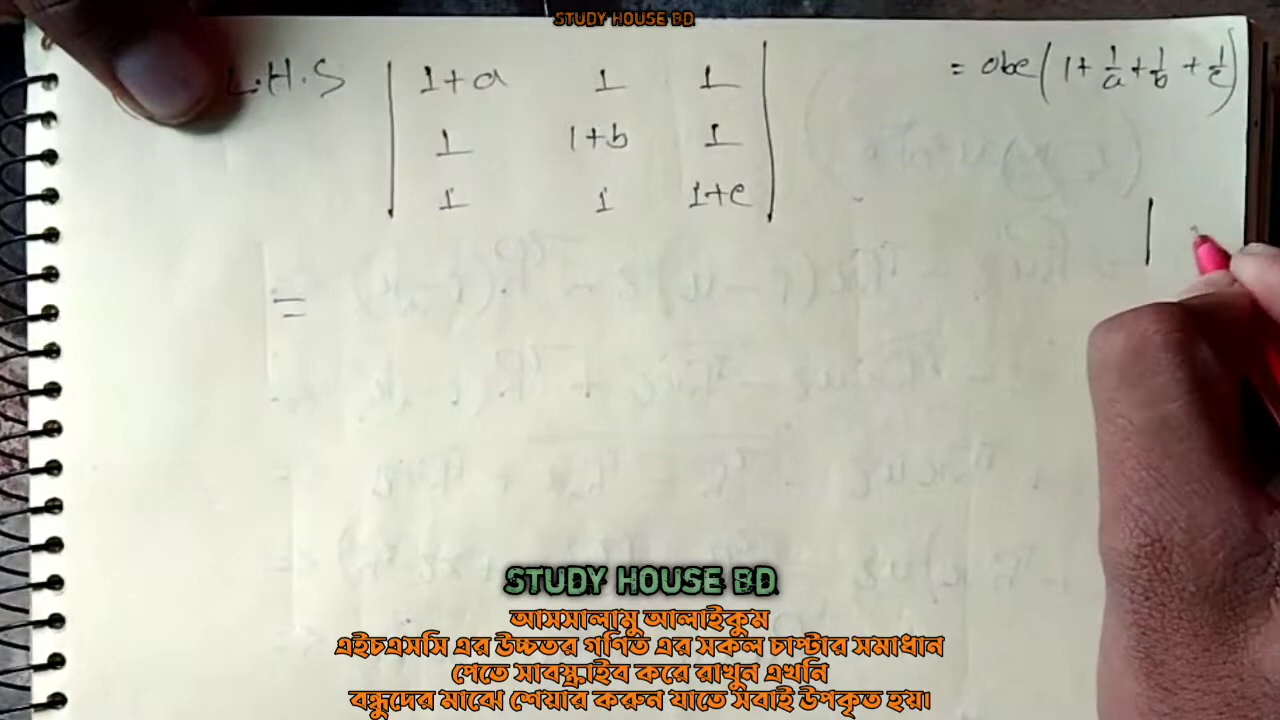 STUDY HOUSE BD
L.H.S | 1+a 1 1 | = abc(1+1/a+1/b+1/c)
| 1 1+b 1 |
| 1 1 1+c |
=
STUDY HOUSE BD
আসসালামু আলাইকুম
এইচএসসি এর উচ্চতর গণিত এর সকল চাপ্টার সমাধান
পেতে সাবস্ক্রাইব করে রাখুন এখনি
বন্ধুদের মাঝে শেয়ার করুন যাতে সবাই উপকৃত হয়।